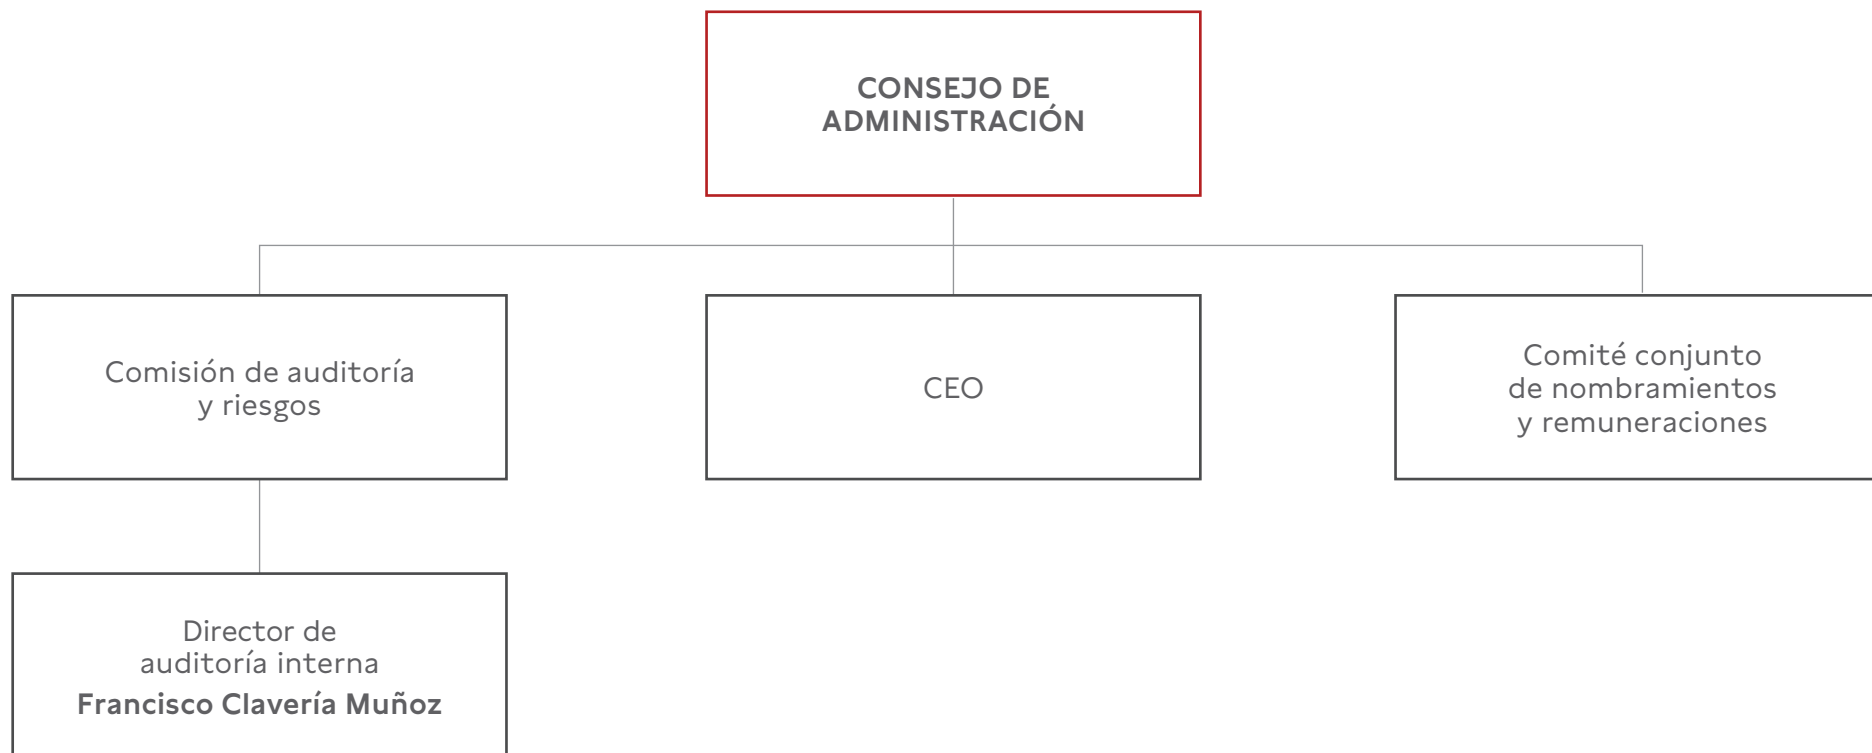 CONSEJO DE
ADMINISTRACIÓN
Comisión de auditoría
y riesgos
CEO
Comité conjunto
de nombramientos
y remuneraciones
Director de
auditoría interna
Francisco Clavería Muñoz